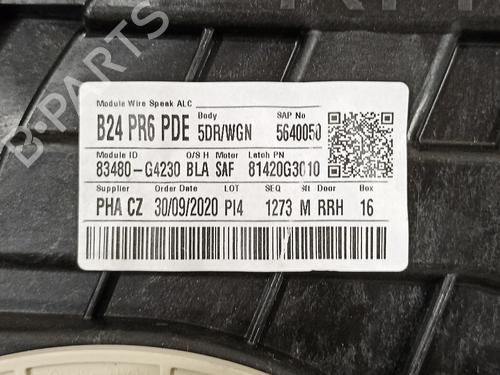 B-PARTS
Module Wire Speak ALC Body SAP No
B24 PR6 PDE 5DR/WGN 5640050
Module ID O/S H Motor Latch PN
83480-G4230 BLA SAF 81420G3010
Supplier Order Date LOT SEQ Door Box
PHA CZ 30/09/2020 PI4 1273 M RRH 16